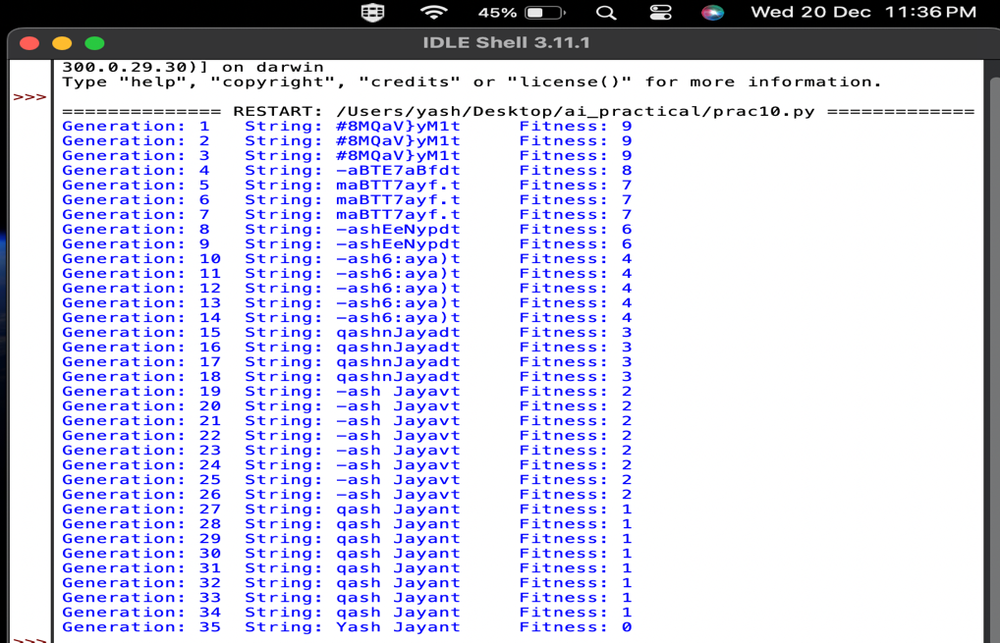 45% Wed 20 Dec 11:36 PM
IDLE Shell 3.11.1
300.0.29.30)] on darwin
Type "help", "copyright", "credits" or "license()" for more information.
>>>
============== RESTART: /Users/yash/Desktop/ai_practical/prac10.py =============
Generation: 1 String: #8MQaV}yM1t Fitness: 9
Generation: 2 String: #8MQaV}yM1t Fitness: 9
Generation: 3 String: #8MQaV}yM1t Fitness: 9
Generation: 4 String: -aBTE7aBfdt Fitness: 8
Generation: 5 String: maBTT7ayf.t Fitness: 7
Generation: 6 String: maBTT7ayf.t Fitness: 7
Generation: 7 String: maBTT7ayf.t Fitness: 7
Generation: 8 String: -ashEeNypdt Fitness: 6
Generation: 9 String: -ashEeNypdt Fitness: 6
Generation: 10 String: -ash6:aya)t Fitness: 4
Generation: 11 String: -ash6:aya)t Fitness: 4
Generation: 12 String: -ash6:aya)t Fitness: 4
Generation: 13 String: -ash6:aya)t Fitness: 4
Generation: 14 String: -ash6:aya)t Fitness: 4
Generation: 15 String: qashnJayadt Fitness: 3
Generation: 16 String: qashnJayadt Fitness: 3
Generation: 17 String: qashnJayadt Fitness: 3
Generation: 18 String: qashnJayadt Fitness: 3
Generation: 19 String: -ash Jayavt Fitness: 2
Generation: 20 String: -ash Jayavt Fitness: 2
Generation: 21 String: -ash Jayavt Fitness: 2
Generation: 22 String: -ash Jayavt Fitness: 2
Generation: 23 String: -ash Jayavt Fitness: 2
Generation: 24 String: -ash Jayavt Fitness: 2
Generation: 25 String: -ash Jayavt Fitness: 2
Generation: 26 String: -ash Jayavt Fitness: 2
Generation: 27 String: qash Jayant Fitness: 1
Generation: 28 String: qash Jayant Fitness: 1
Generation: 29 String: qash Jayant Fitness: 1
Generation: 30 String: qash Jayant Fitness: 1
Generation: 31 String: qash Jayant Fitness: 1
Generation: 32 String: qash Jayant Fitness: 1
Generation: 33 String: qash Jayant Fitness: 1
Generation: 34 String: qash Jayant Fitness: 1
Generation: 35 String: Yash Jayant Fitness: 0
>>>